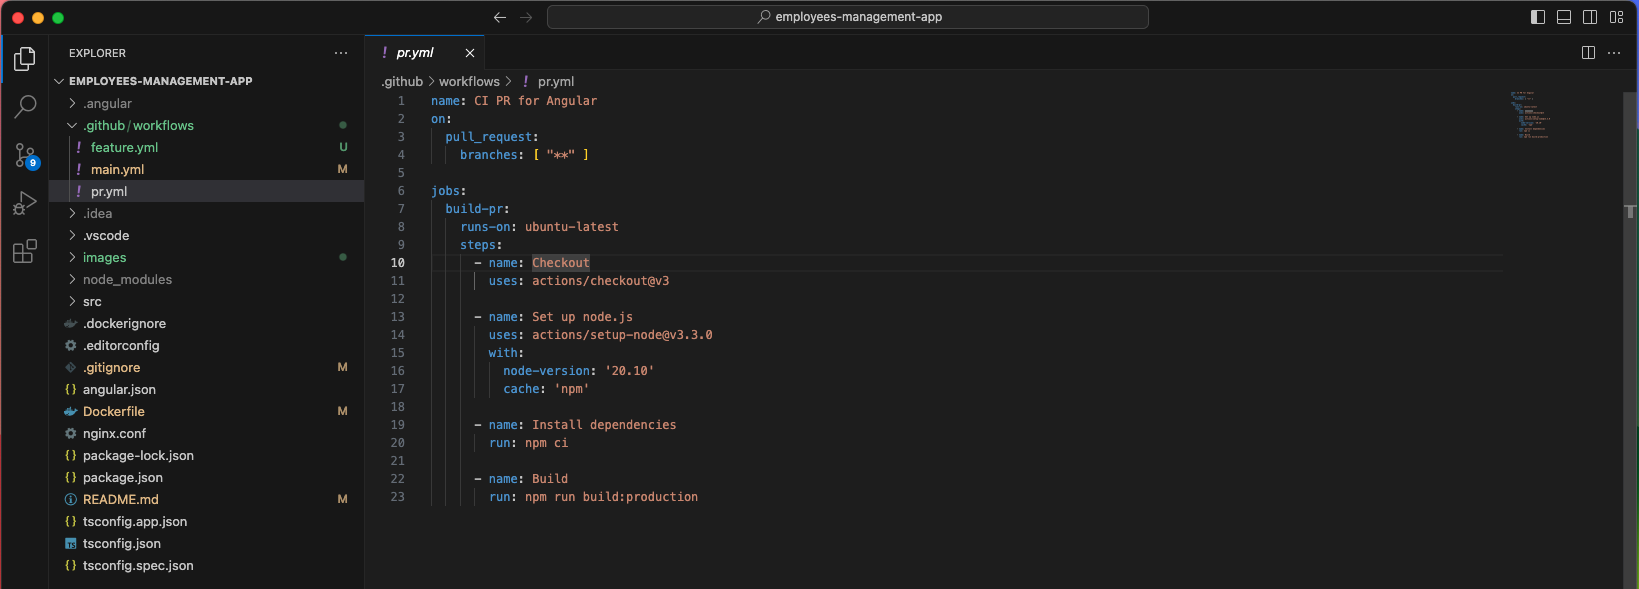 employees-management-app
EXPLORER
EMPLOYEES-MANAGEMENT-APP
.angular
.github/workflows
feature.yml U
main.yml M
pr.yml
.idea
.vscode
images
node_modules
src
.dockerignore
.editorconfig
.gitignore M
angular.json
Dockerfile M
nginx.conf
package-lock.json
package.json
README.md M
tsconfig.app.json
tsconfig.json
tsconfig.spec.json
9
pr.yml
.github > workflows > ! pr.yml
1 name: CI PR for Angular
2 on:
3 pull_request:
4 branches: [ "**" ]
5
6 jobs:
7 build-pr:
8 runs-on: ubuntu-latest
9 steps:
10 - name: Checkout
11 uses: actions/checkout@v3
12
13 - name: Set up node.js
14 uses: actions/setup-node@v3.3.0
15 with:
16 node-version: '20.10'
17 cache: 'npm'
18
19 - name: Install dependencies
20 run: npm ci
21
22 - name: Build
23 run: npm run build:production